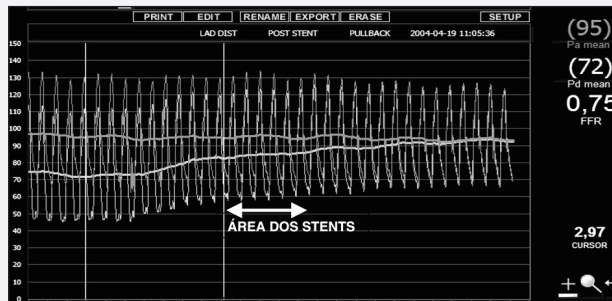 PRINT EDIT RENAME EXPORT ERASE SETUP
LAD DIST POST STENT PULLBACK 2004-04-19 11:05:36
(95)
Pa mean
(72)
Pd mean
0,75
FFR
150
140
130
120
110
100
90
80
70
60
50
40
30
20
10
0
ÁREA DOS STENTS
2,97
CURSOR